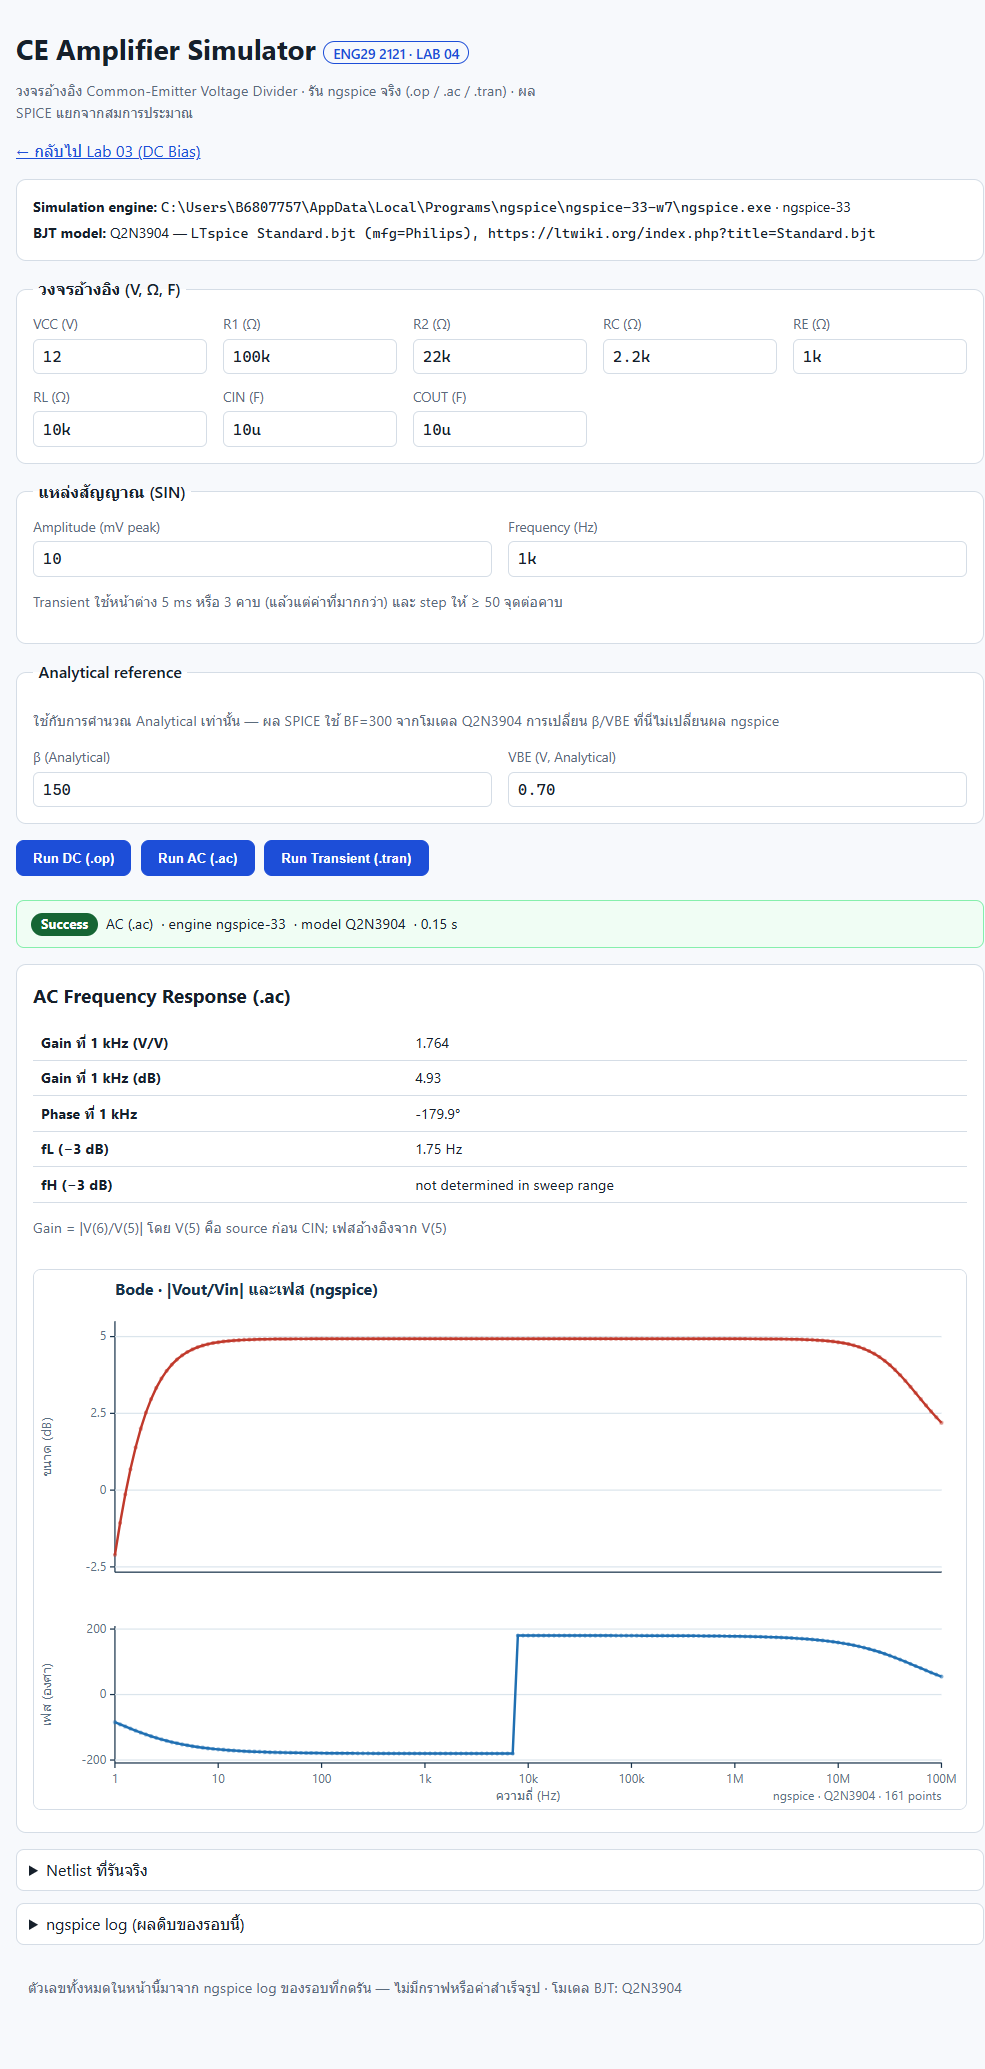 CE Amplifier Simulator ENG29 2121 · LAB 04
วงจรอ้างอิง Common-Emitter Voltage Divider · รัน ngspice จริง (.op / .ac / .tran) · ผล
SPICE แยกจากสมการประมาณ
← กลับไป Lab 03 (DC Bias)
Simulation engine: C:\Users\B6807757\AppData\Local\Programs\ngspice\ngspice-33-w7\ngspice.exe · ngspice-33
BJT model: Q2N3904 — LTspice Standard.bjt (mfg=Philips), https://ltwiki.org/index.php?title=Standard.bjt
วงจรอ้างอิง (V, Ω, F)
VCC (V) R1 (Ω) R2 (Ω) RC (Ω) RE (Ω)
12 100k 22k 2.2k 1k
RL (Ω) CIN (F) COUT (F)
10k 10u 10u
แหล่งสัญญาณ (SIN)
Amplitude (mV peak) Frequency (Hz)
10 1k
Transient ใช้หน้าต่าง 5 ms หรือ 3 คาบ (แล้วแต่ค่าที่มากกว่า) และ step ให้ ≥ 50 จุดต่อคาบ
Analytical reference
ใช้กับการคำนวณ Analytical เท่านั้น — ผล SPICE ใช้ BF=300 จากโมเดล Q2N3904 การเปลี่ยน β/VBE ที่นี่ไม่เปลี่ยนผล ngspice
β (Analytical) VBE (V, Analytical)
150 0.70
Run DC (.op) Run AC (.ac) Run Transient (.tran)
Success AC (.ac) · engine ngspice-33 · model Q2N3904 · 0.15 s
AC Frequency Response (.ac)
Gain ที่ 1 kHz (V/V) 1.764
Gain ที่ 1 kHz (dB) 4.93
Phase ที่ 1 kHz -179.9°
fL (−3 dB) 1.75 Hz
fH (−3 dB) not determined in sweep range
Gain = |V(6)/V(5)| โดย V(5) คือ source ก่อน CIN; เฟสอ้างอิงจาก V(5)
Bode · |Vout/Vin| และเฟส (ngspice)
5
2.5
ขนาด (dB)
0
-2.5
200
เฟส (องศา)
0
-200
1 10 100 1k 10k 100k 1M 10M 100M
ความถี่ (Hz)
ngspice · Q2N3904 · 161 points
▶ Netlist ที่รันจริง
▶ ngspice log (ผลดิบของรอบนี้)
ตัวเลขทั้งหมดในหน้านี้มาจาก ngspice log ของรอบที่กดรัน — ไม่มีกราฟหรือค่าสำเร็จรูป · โมเดล BJT: Q2N3904